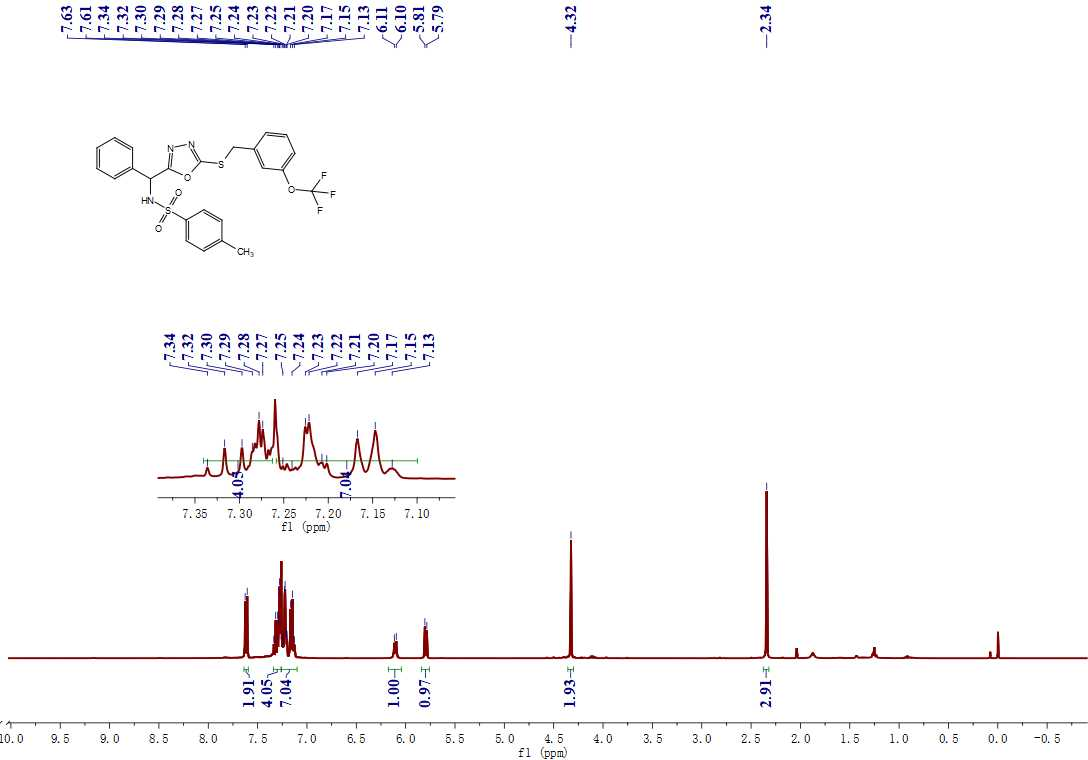 7.63 7.61 7.34 7.32 7.30 7.29 7.28 7.27 7.25 7.24 7.23 7.22 7.21 7.20 7.17 7.15 7.13 6.11 6.10 5.81 5.79 4.32 2.34
N N
O S
F
O F
F
HN O
S
O
CH3
7.34 7.32 7.30 7.29 7.28 7.27 7.25 7.24 7.23 7.22 7.21 7.20 7.17 7.15 7.13
4.05 7.04
7.35 7.30 7.25 7.20 7.15 7.10
f1 (ppm)
1.91 4.05 7.04 1.00 0.97 1.93 2.91
10.0 9.5 9.0 8.5 8.0 7.5 7.0 6.5 6.0 5.5 5.0 4.5 4.0 3.5 3.0 2.5 2.0 1.5 1.0 0.5 0.0 -0.5
f1 (ppm)